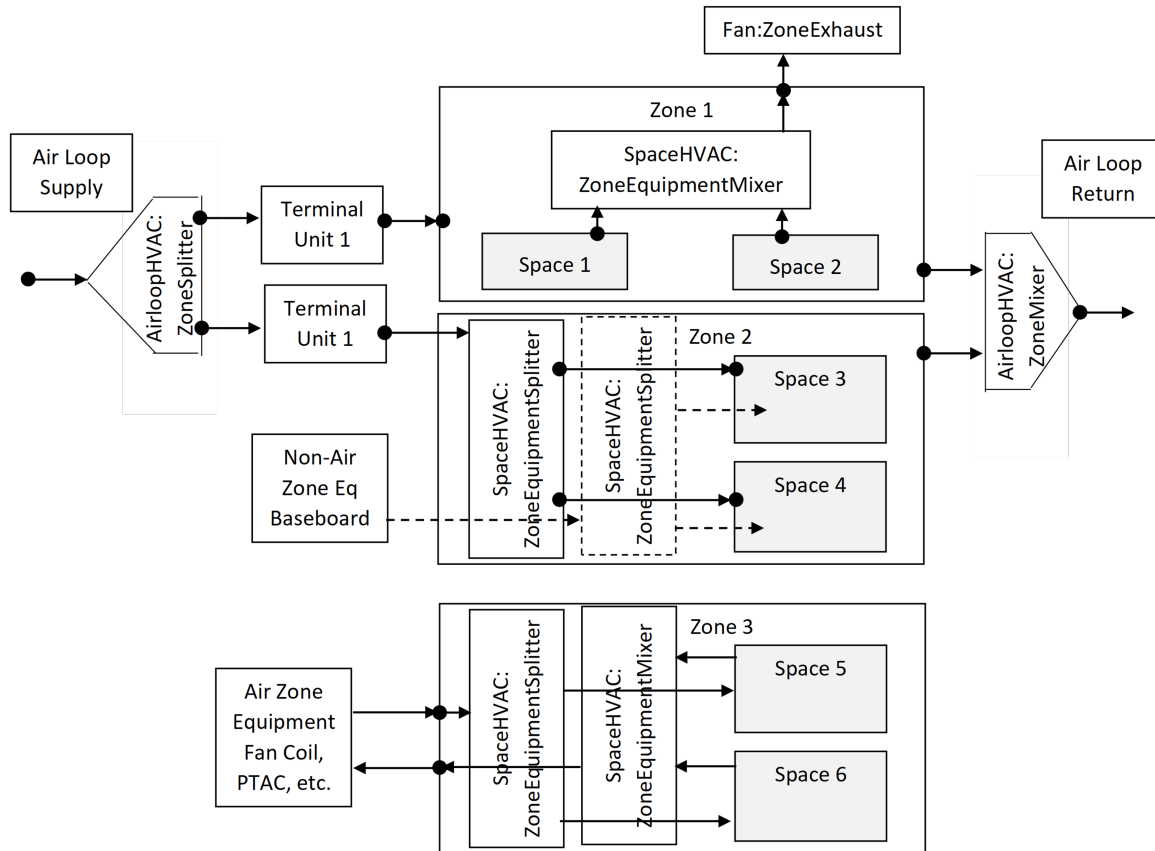 Fan:ZoneExhaust
Zone 1
Air Loop
Supply
SpaceHVAC:
ZoneEquipmentMixer
Air Loop
Return
AirloopHVAC:
ZoneSplitter
Terminal
Unit 1
Space 1
Space 2
Terminal
Unit 1
AirloopHVAC:
ZoneMixer
Zone 2
SpaceHVAC:
ZoneEquipmentSplitter
SpaceHVAC:
ZoneEquipmentSplitter
Space 3
Non-Air
Zone Eq
Baseboard
Space 4
Zone 3
SpaceHVAC:
ZoneEquipmentSplitter
SpaceHVAC:
ZoneEquipmentMixer
Space 5
Air Zone
Equipment
Fan Coil,
PTAC, etc.
Space 6